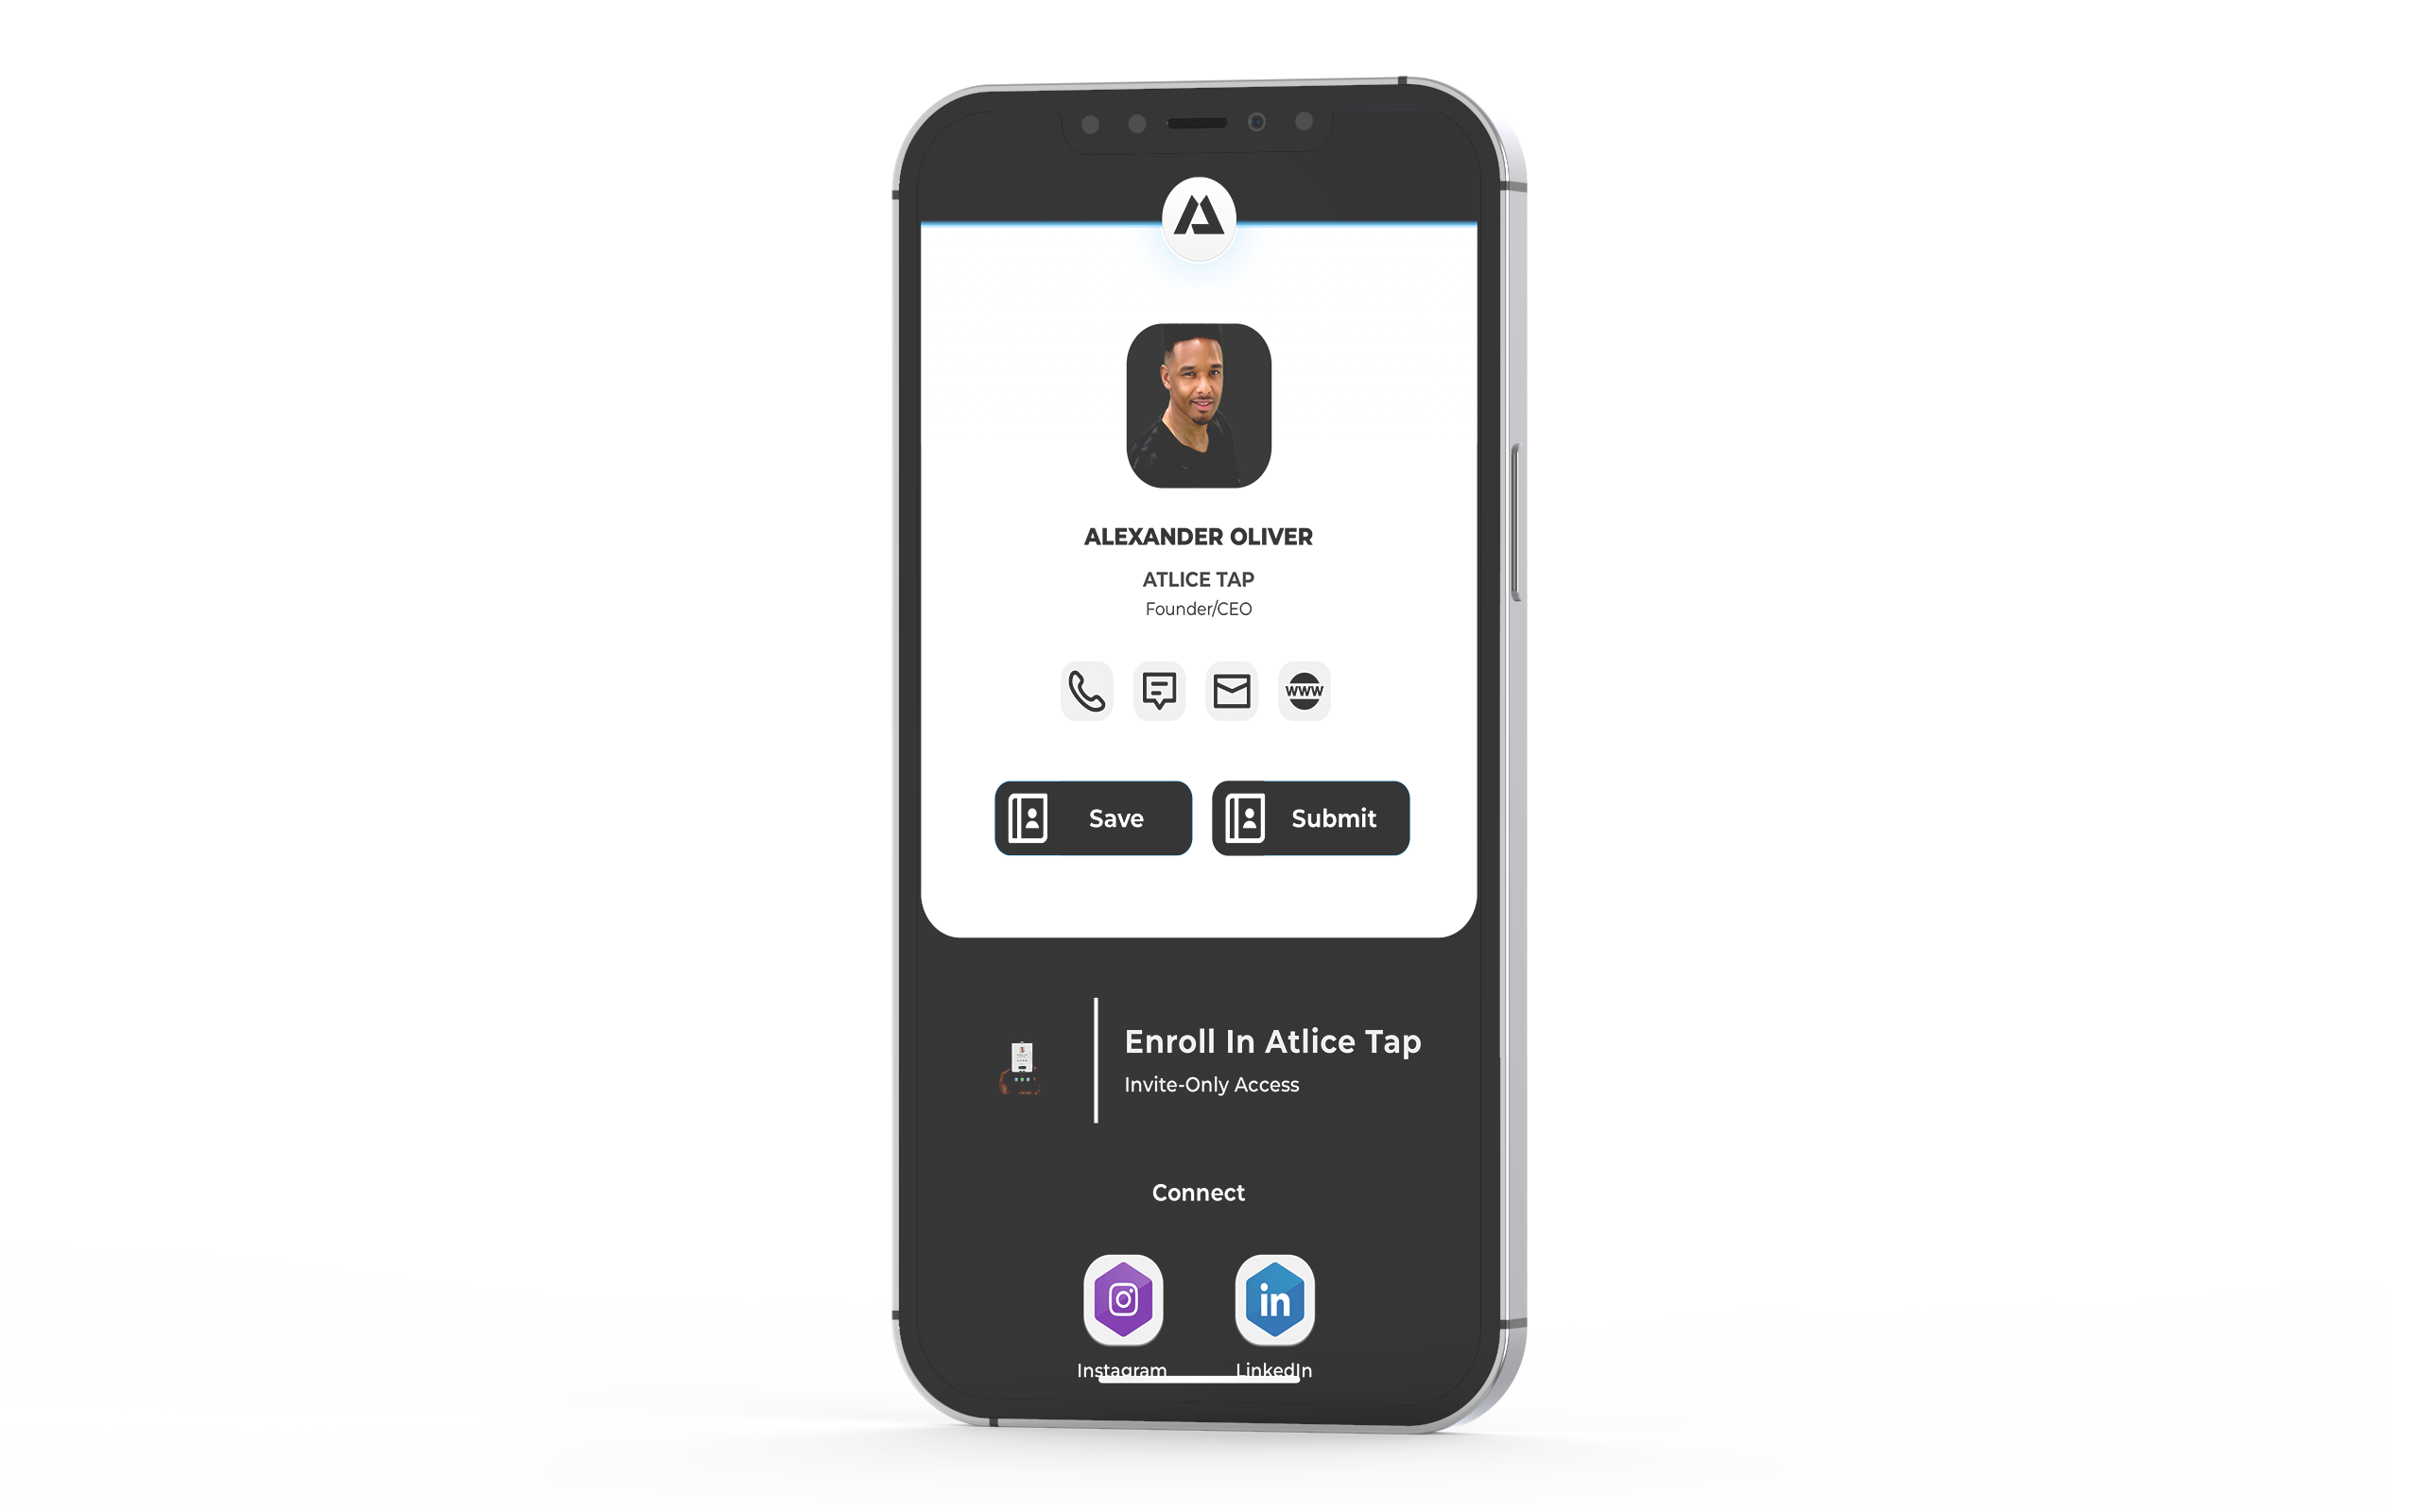 ALEXANDER OLIVER
ATLICE TAP
Founder/CEO
WWW
Save
Submit
Enroll In Atlice Tap
Invite-Only Access
Connect
in
Instagram
LinkedIn